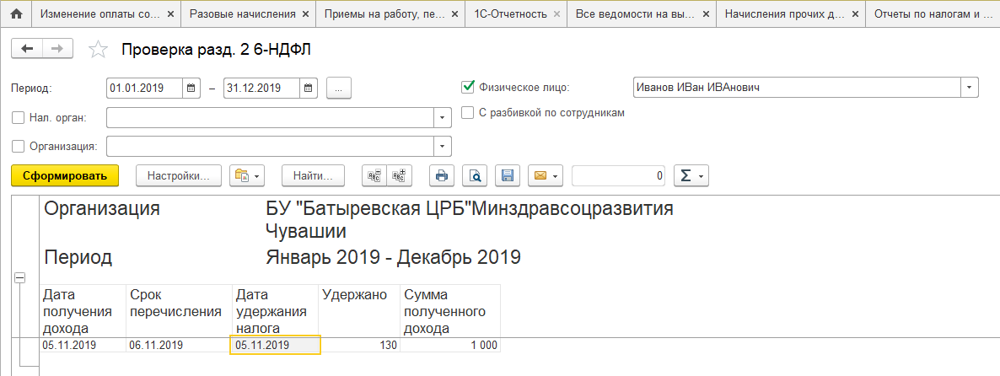 Изменение оплаты со... × Разовые начисления × Приемы на работу, пе... × 1С-Отчетность × Все ведомости на вы... × Начисления прочих д... × Отчеты по налогам и ...
Проверка разд. 2 6-НДФЛ
Период: 01.01.2019 – 31.12.2019 ... Физическое лицо: Иванов ИВан ИВАнович
Нал. орган: С разбивкой по сотрудникам
Организация:
Сформировать Настройки... Найти... 0 Σ
Организация БУ "Батыревская ЦРБ"Минздравсоцразвития
Чувашии
Период Январь 2019 - Декабрь 2019
Дата Срок Дата Удержано Сумма
получения перечисления удержания полученного
дохода налога дохода
05.11.2019 06.11.2019 05.11.2019 130 1 000